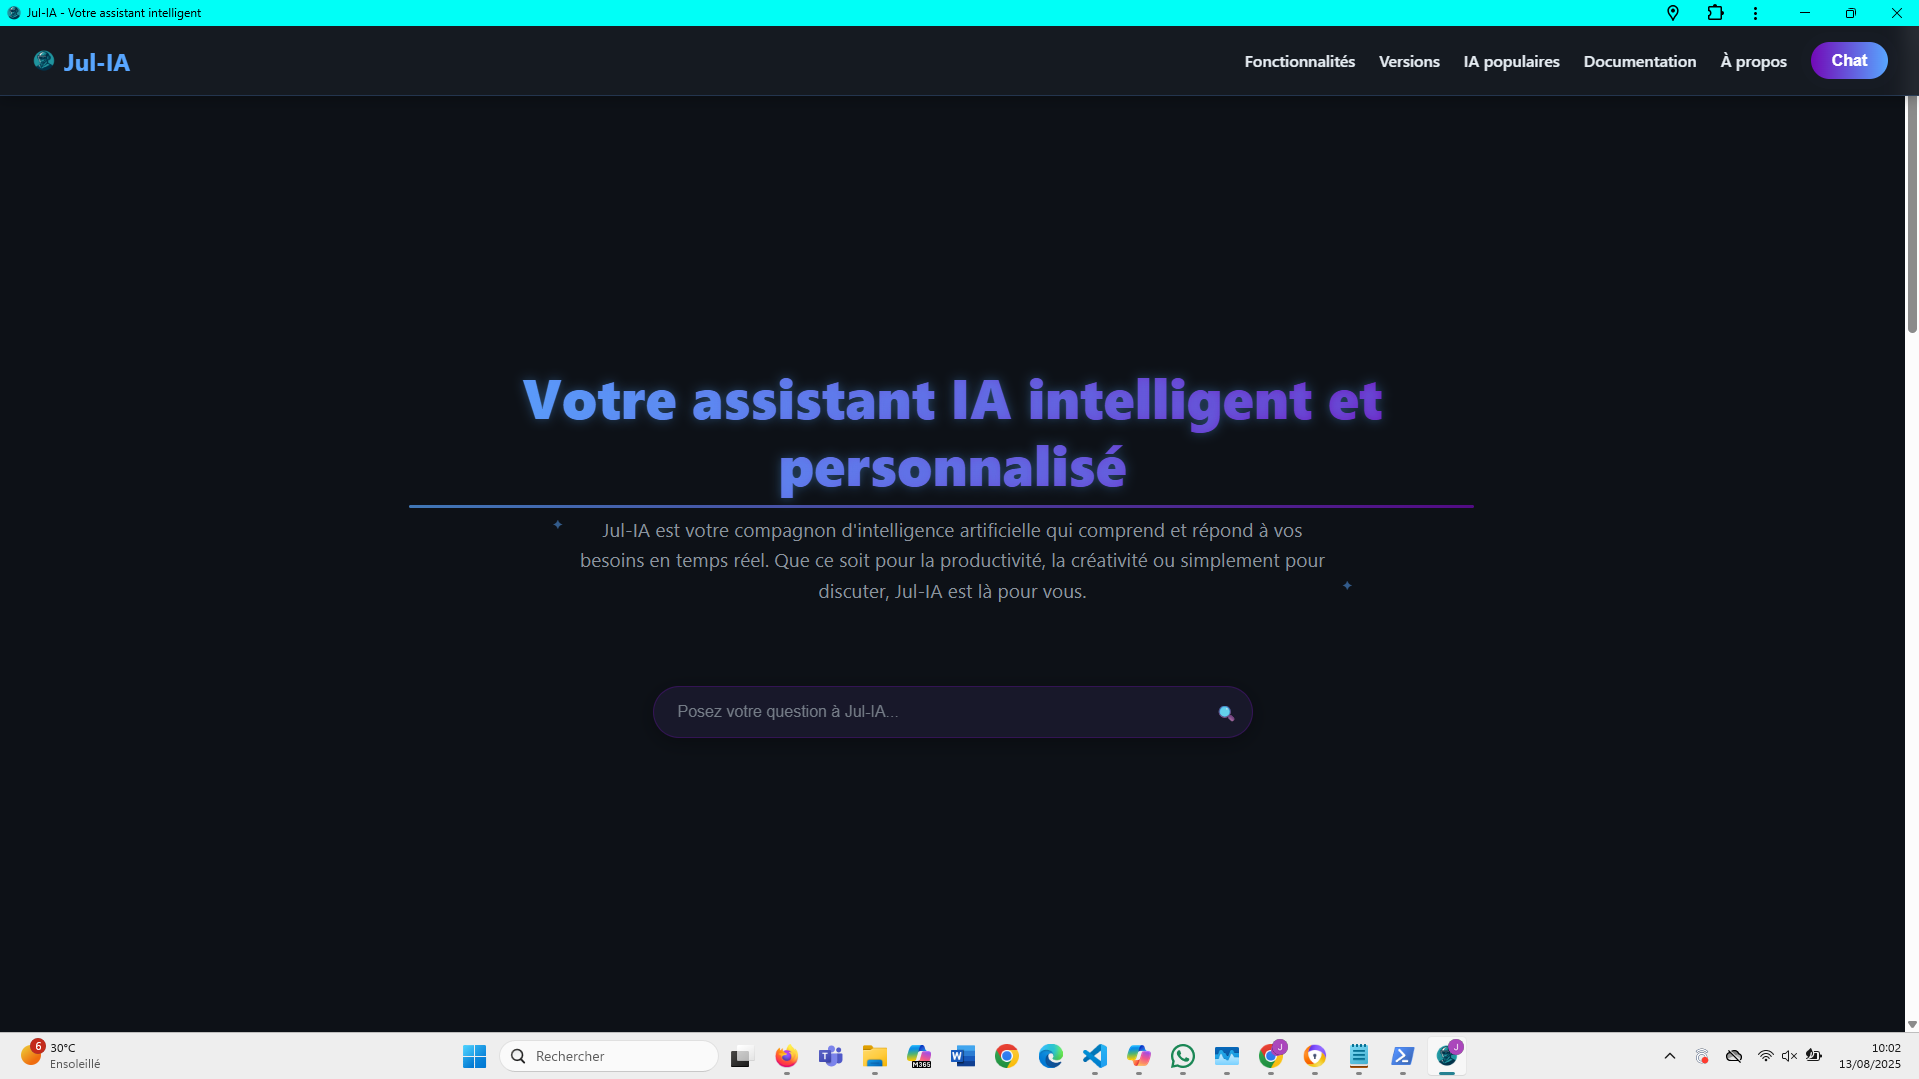 Jul-IA - Votre assistant intelligent
Jul-IA
Fonctionnalités
Versions
IA populaires
Documentation
À propos
Chat
Votre assistant IA intelligent et
personnalisé
Jul-IA est votre compagnon d'intelligence artificielle qui comprend et répond à vos
besoins en temps réel. Que ce soit pour la productivité, la créativité ou simplement pour
discuter, Jul-IA est là pour vous.
Posez votre question à Jul-IA...
6
30°C
Ensoleillé
Rechercher
T
M365
W
J
J
10:02
13/08/2025